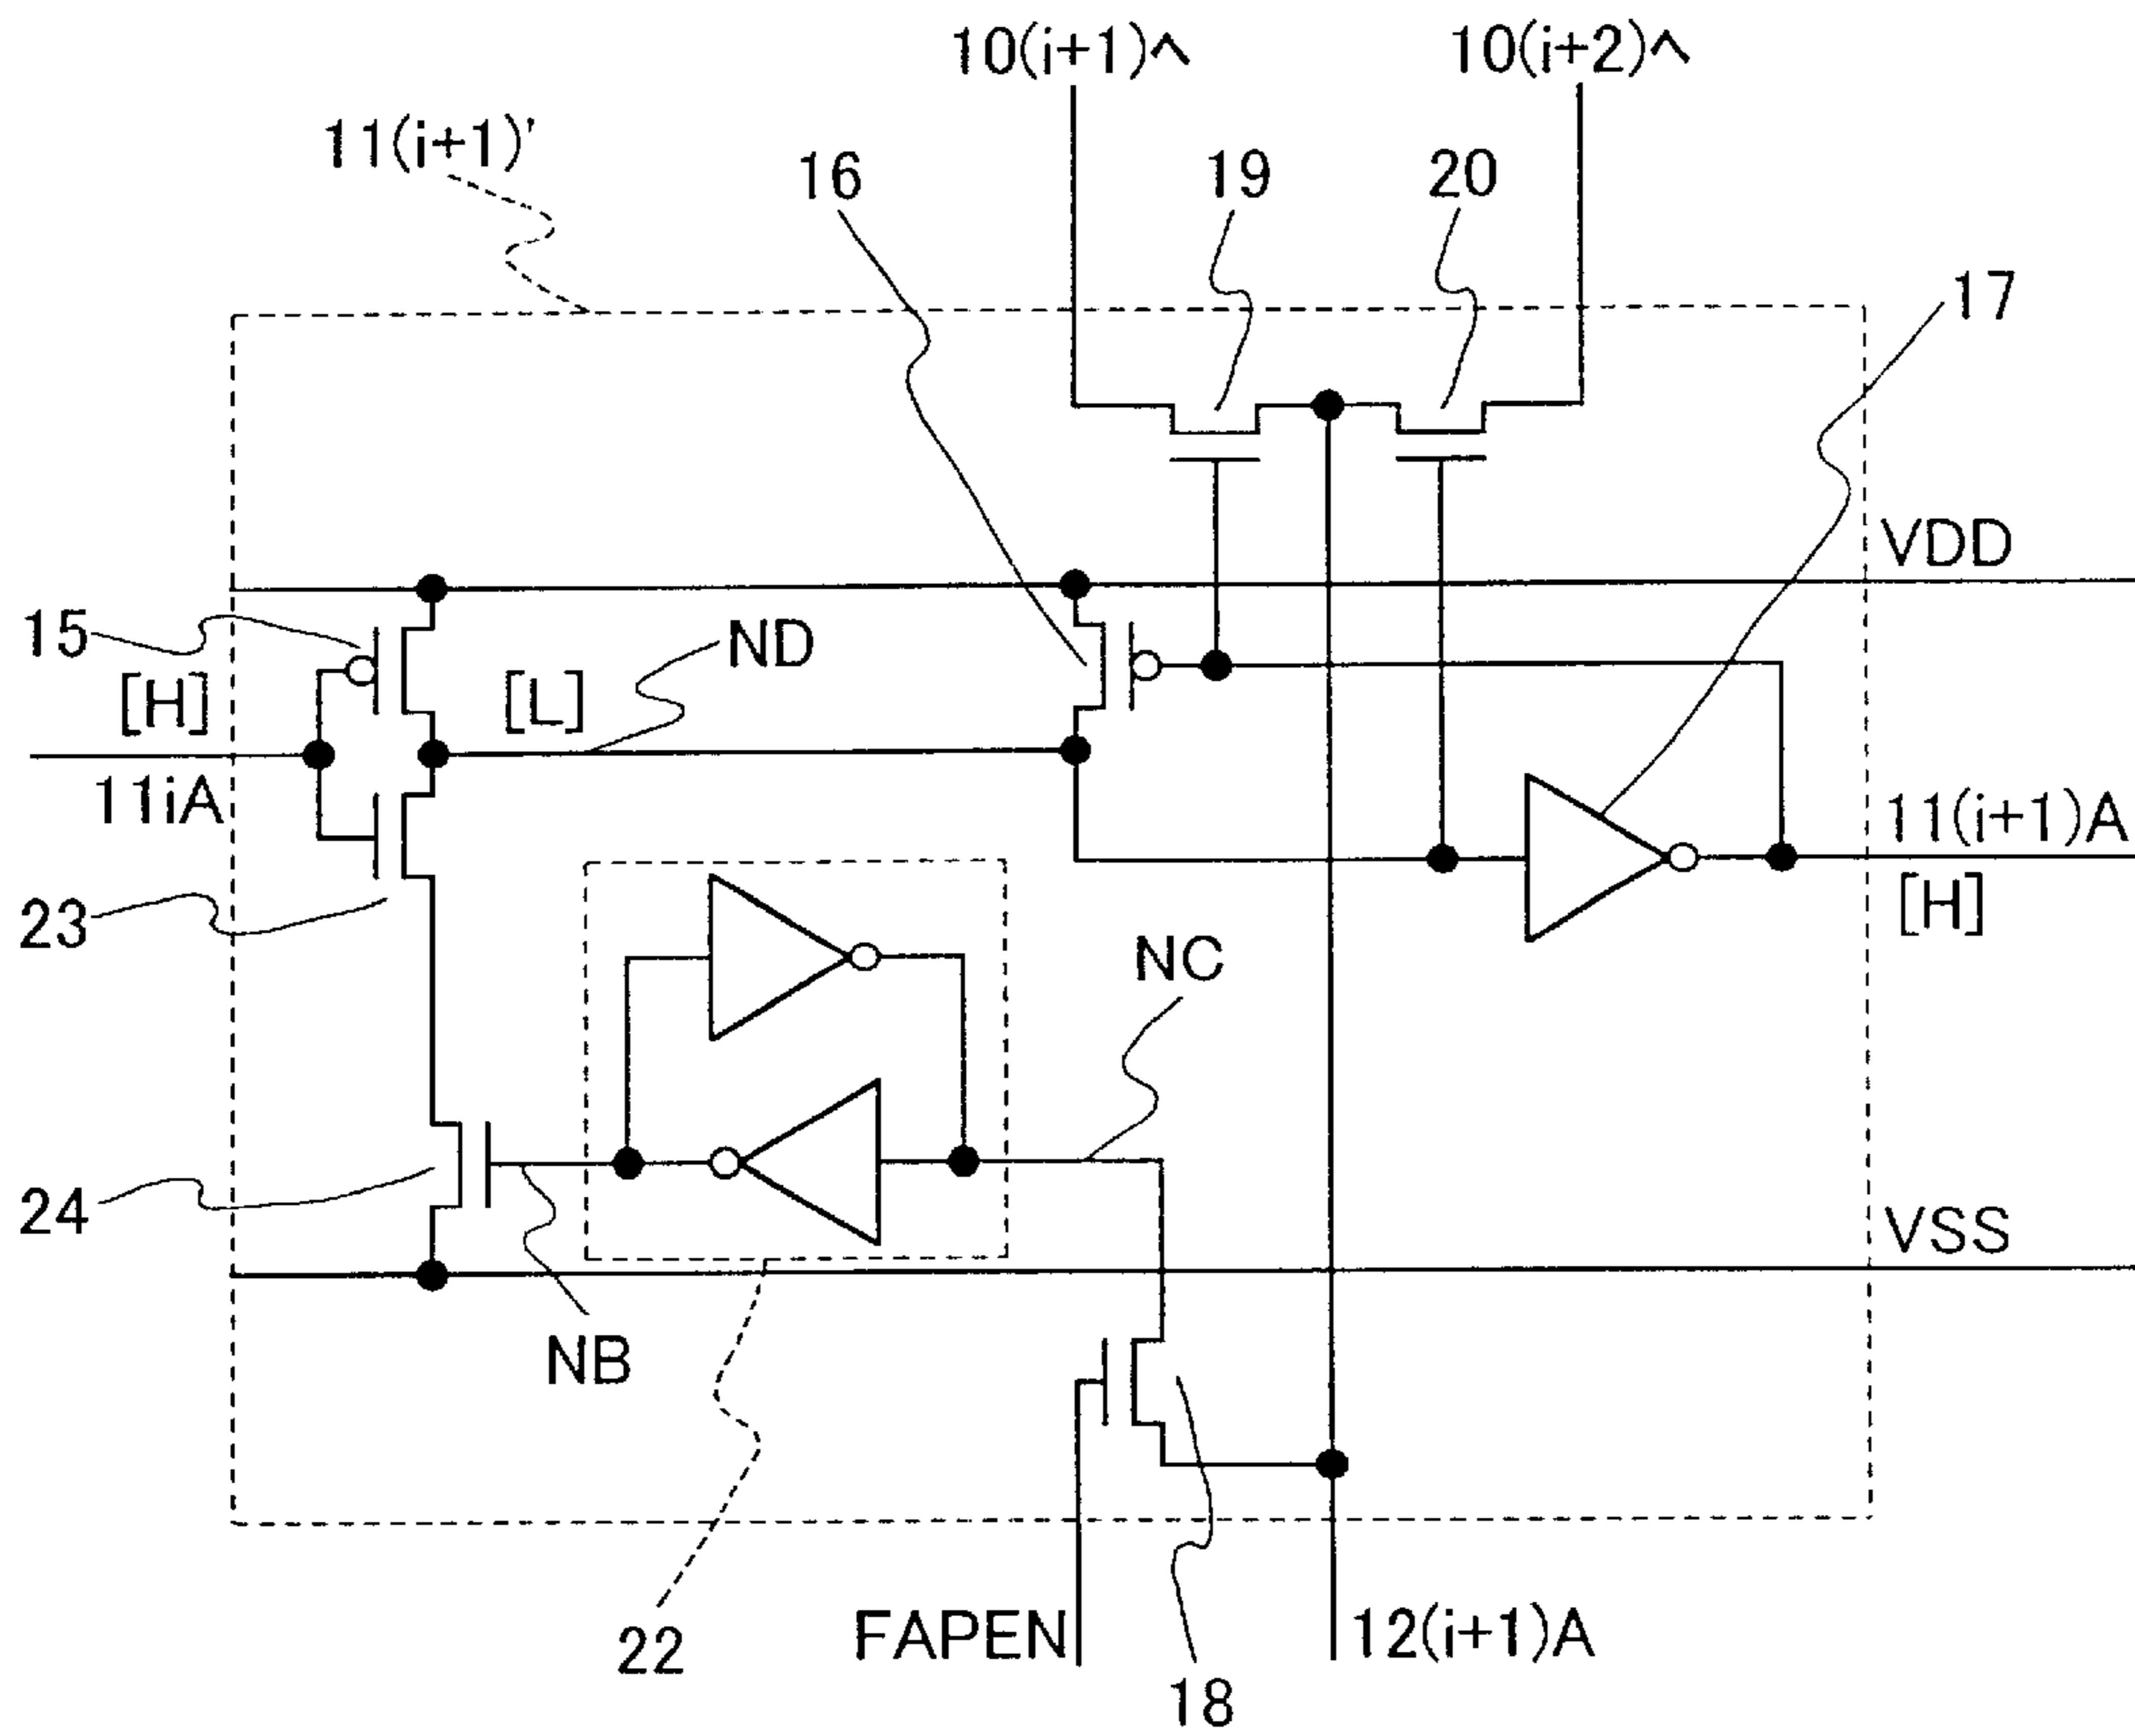 10(i+1)^
10(i+2)^
11(i+1)'
16
19
20
17
VDD
15
ND
[H]
[L]
11iA
11(i+1)A
[H]
23
NC
24
VSS
NB
FAPEN
12(i+1)A
22
18